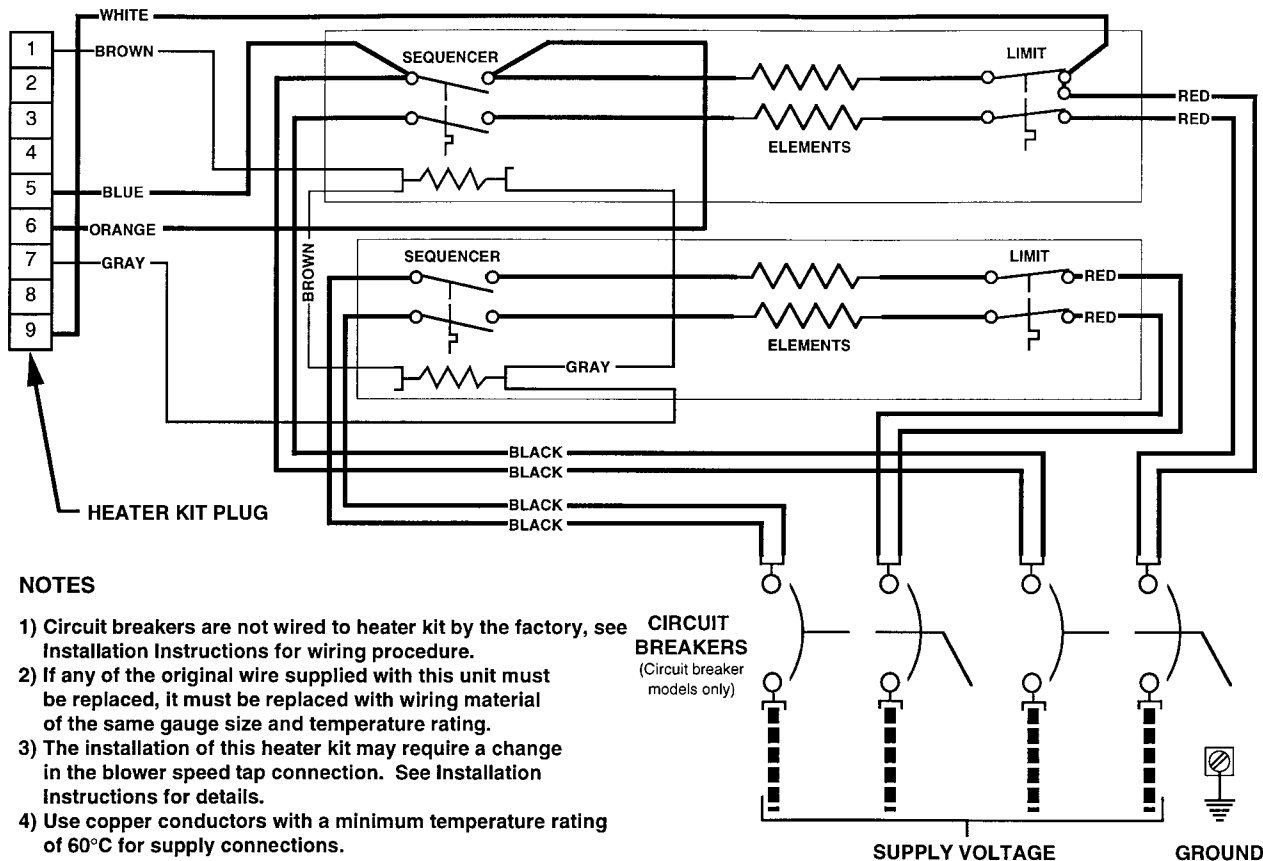 WHITE
1
BROWN
2
3
4
5
BLUE
6
ORANGE
7
GRAY
8
9
SEQUENCER
LIMIT
RED
RED
ELEMENTS
BROWN
SEQUENCER
LIMIT
RED
RED
ELEMENTS
GRAY
BLACK
BLACK
BLACK
BLACK
HEATER KIT PLUG
NOTES
1) Circuit breakers are not wired to heater kit by the factory, see
Installation Instructions for wiring procedure.
2) If any of the original wire supplied with this unit must
be replaced, it must be replaced with wiring material
of the same gauge size and temperature rating.
3) The installation of this heater kit may require a change
in the blower speed tap connection. See Installation
Instructions for details.
4) Use copper conductors with a minimum temperature rating
of 60°C for supply connections.
CIRCUIT
BREAKERS
(Circuit breaker
models only)
SUPPLY VOLTAGE
GROUND